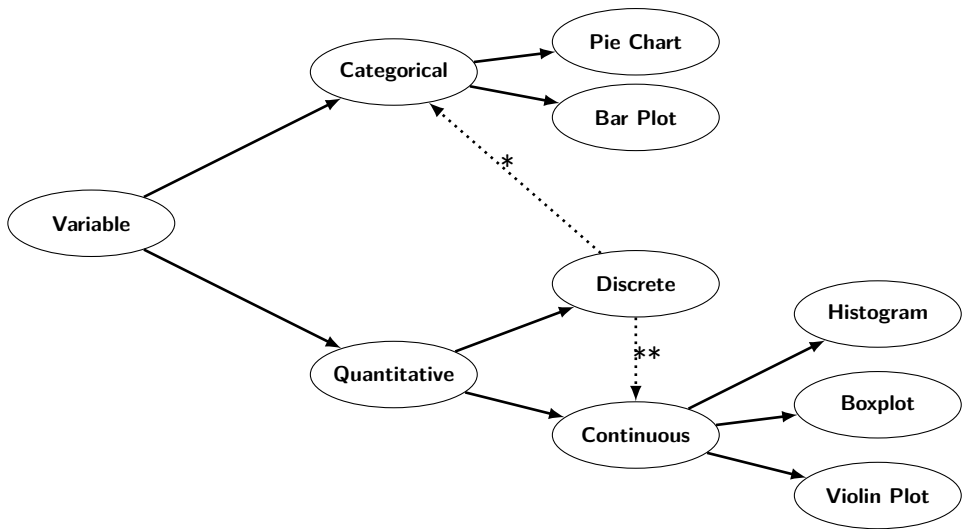 Pie Chart
Categorical
Bar Plot
*
Variable
Discrete
Histogram
**
Quantitative
Boxplot
Continuous
Violin Plot